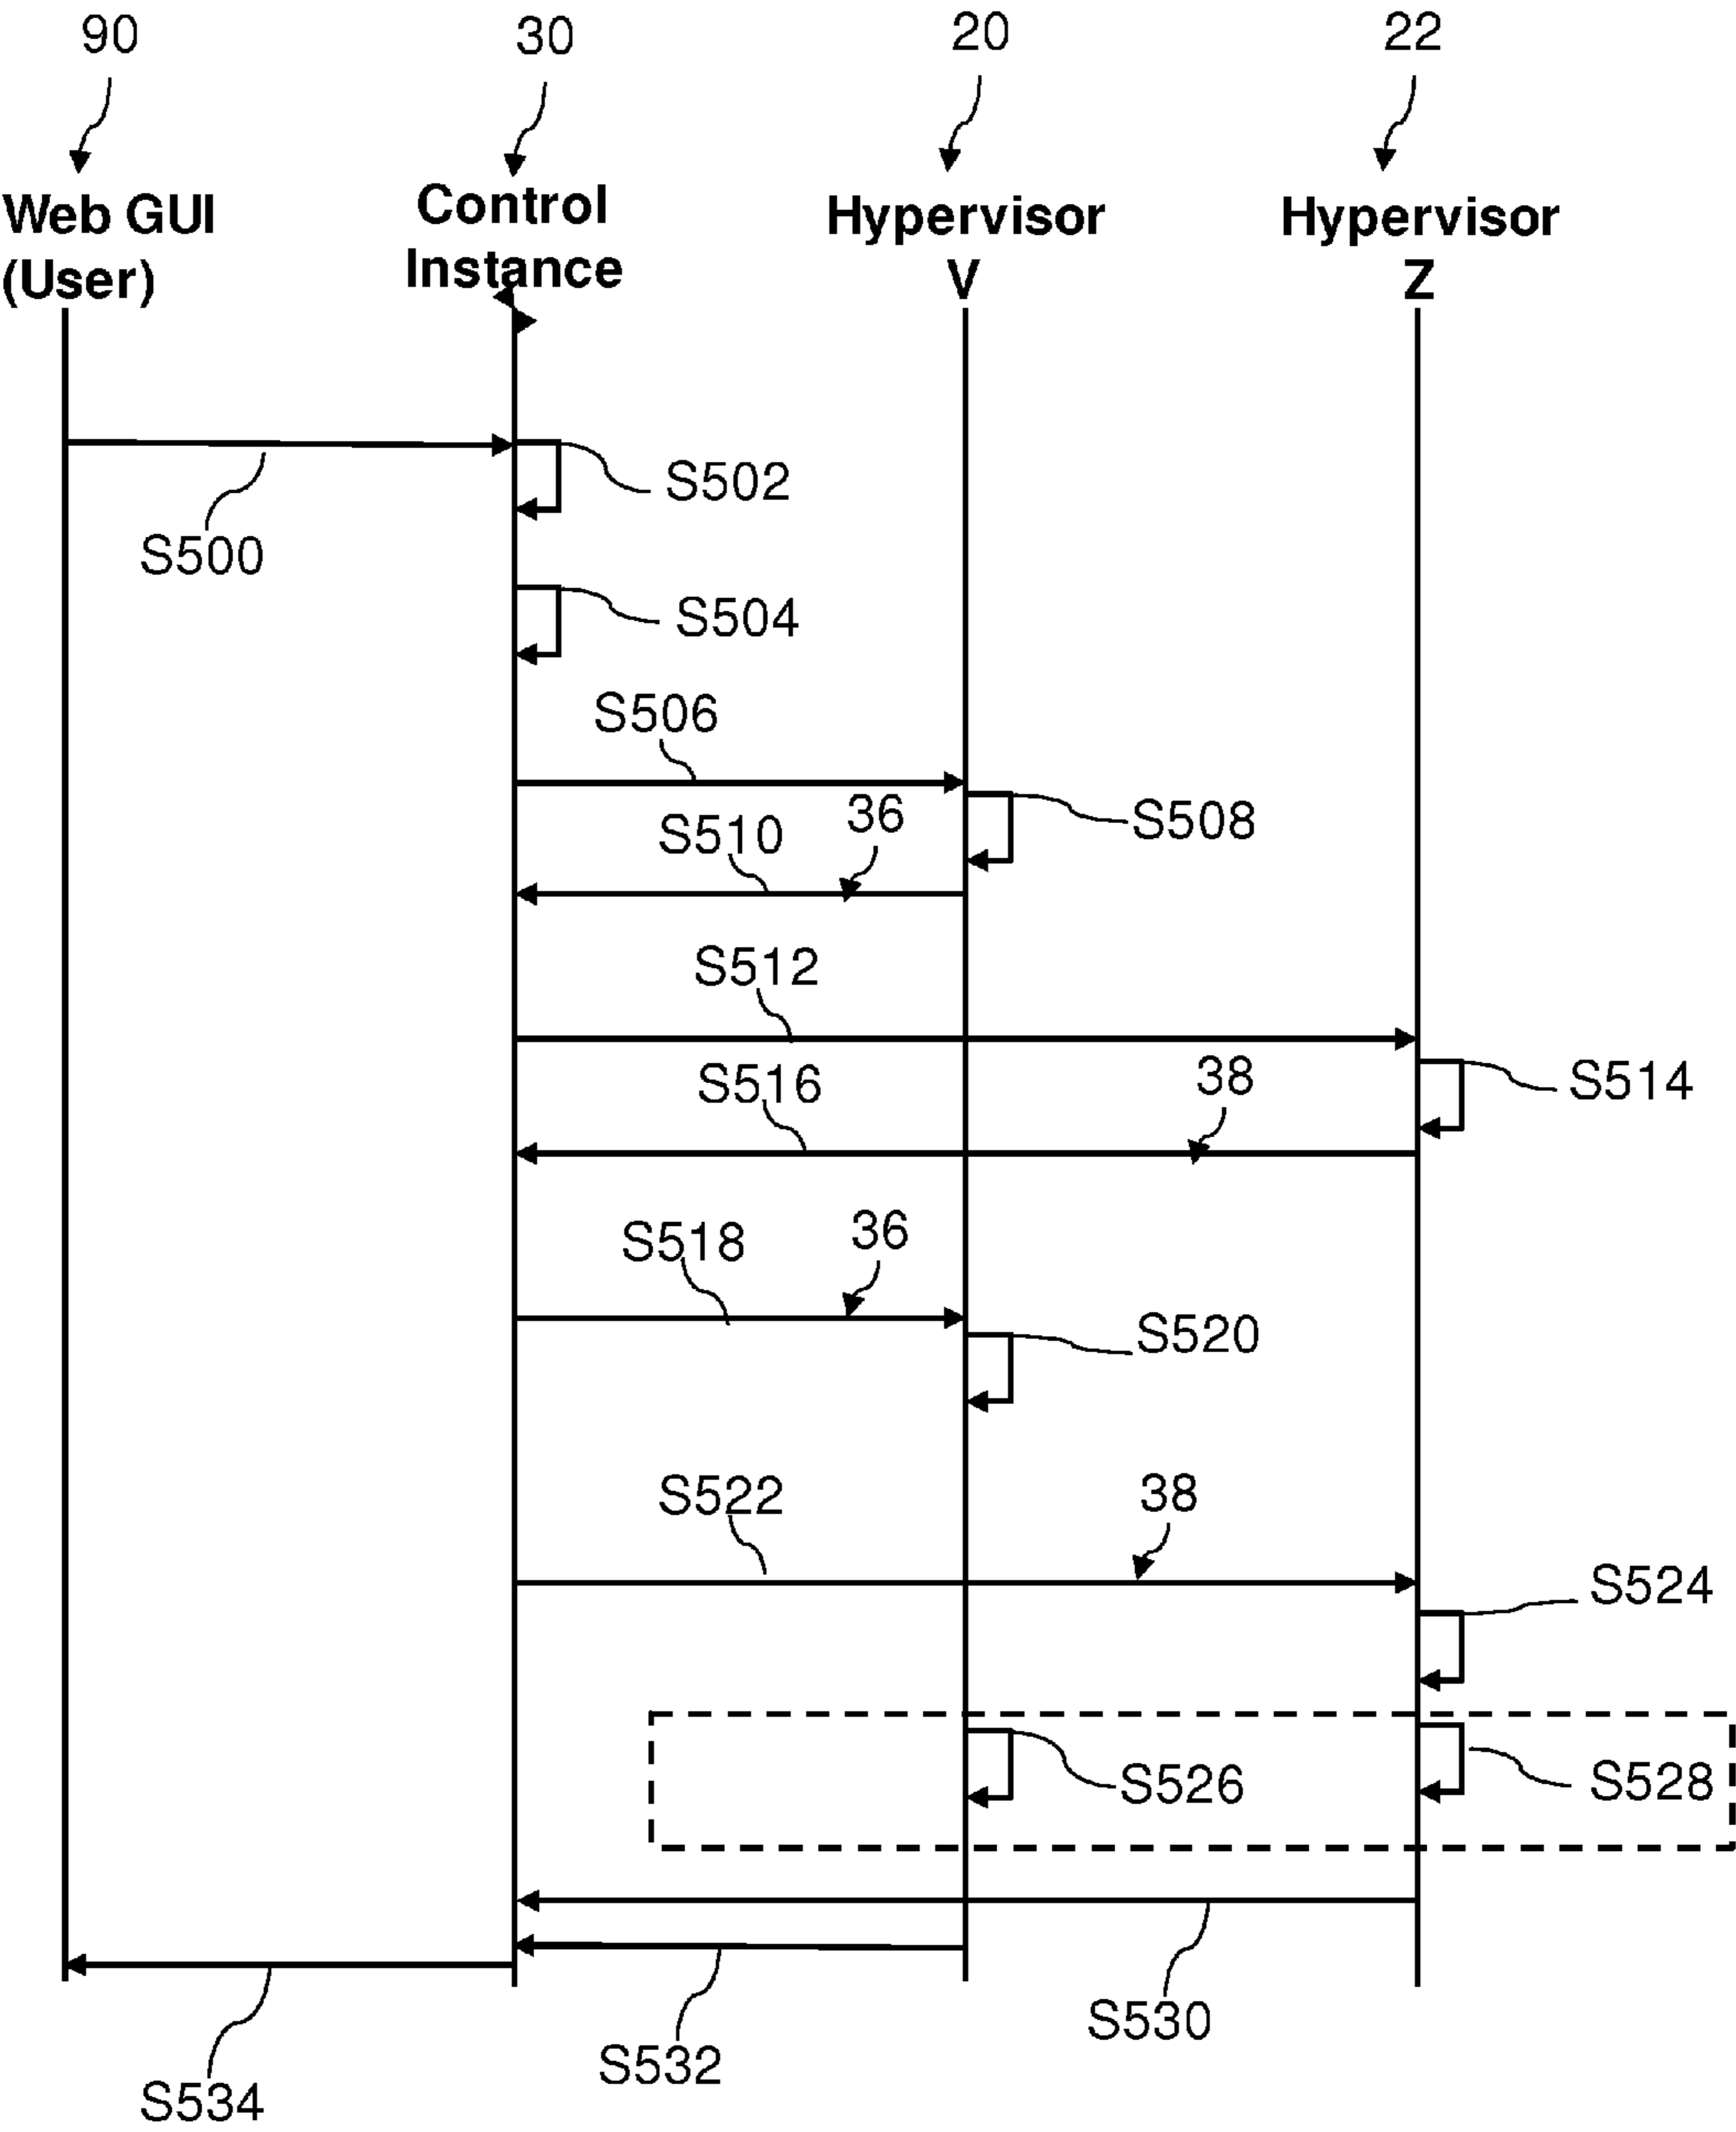 90
30
20
22
Web GUI
(User)
Control
Instance
Hypervisor
V
Hypervisor
Z
S502
S500
S504
S506
S508
S510
36
S512
S514
S516
38
S518
36
S520
S522
38
S524
S526
S528
S530
S532
S534